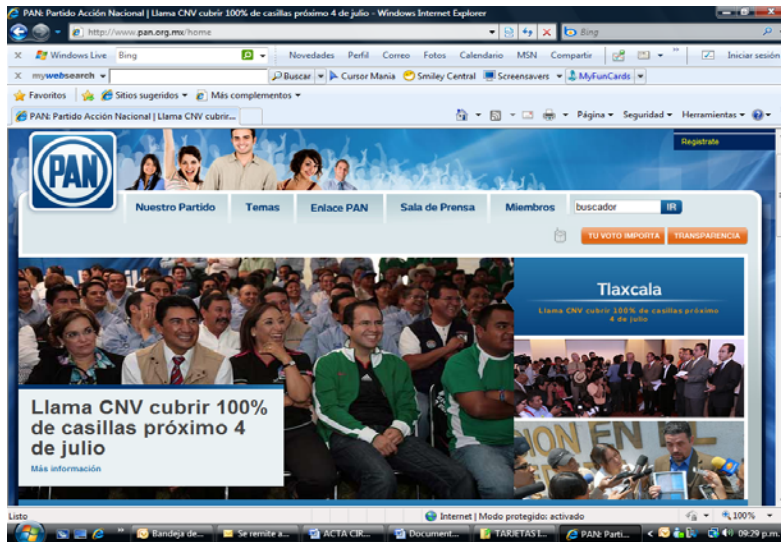 PAN: Partido Acción Nacional | Llama CNV cubrir 100% de casillas próximo 4 de julio - Windows Internet Explorer
http://www.pan.org.mx/home
Bing
X Windows Live Bing Novedades Perfil Correo Fotos Calendario MSN Compartir Iniciar sesión
X mywebsearch Buscar Cursor Mania Smiley Central Screensavers MyFunCards
Favoritos Sitios sugeridos Más complementos
PAN: Partido Acción Nacional | Llama CNV cubrir... Página Seguridad Herramientas
PAN
Registrate
Nuestro Partido Temas Enlace PAN Sala de Prensa Miembros buscador IR
TU VOTO IMPORTA TRANSPARENCIA
Tlaxcala
Llama CNV cubrir 100% de casillas próximo
4 de julio
Llama CNV cubrir 100%
de casillas próximo 4
de julio
Más información
ION EN EL
Listo Internet | Modo protegido: activado 100%
Bandeja de... Se remite a... ACTA CIR... Document... TARJETAS I... PAN: Parti... 09:29 p.m.